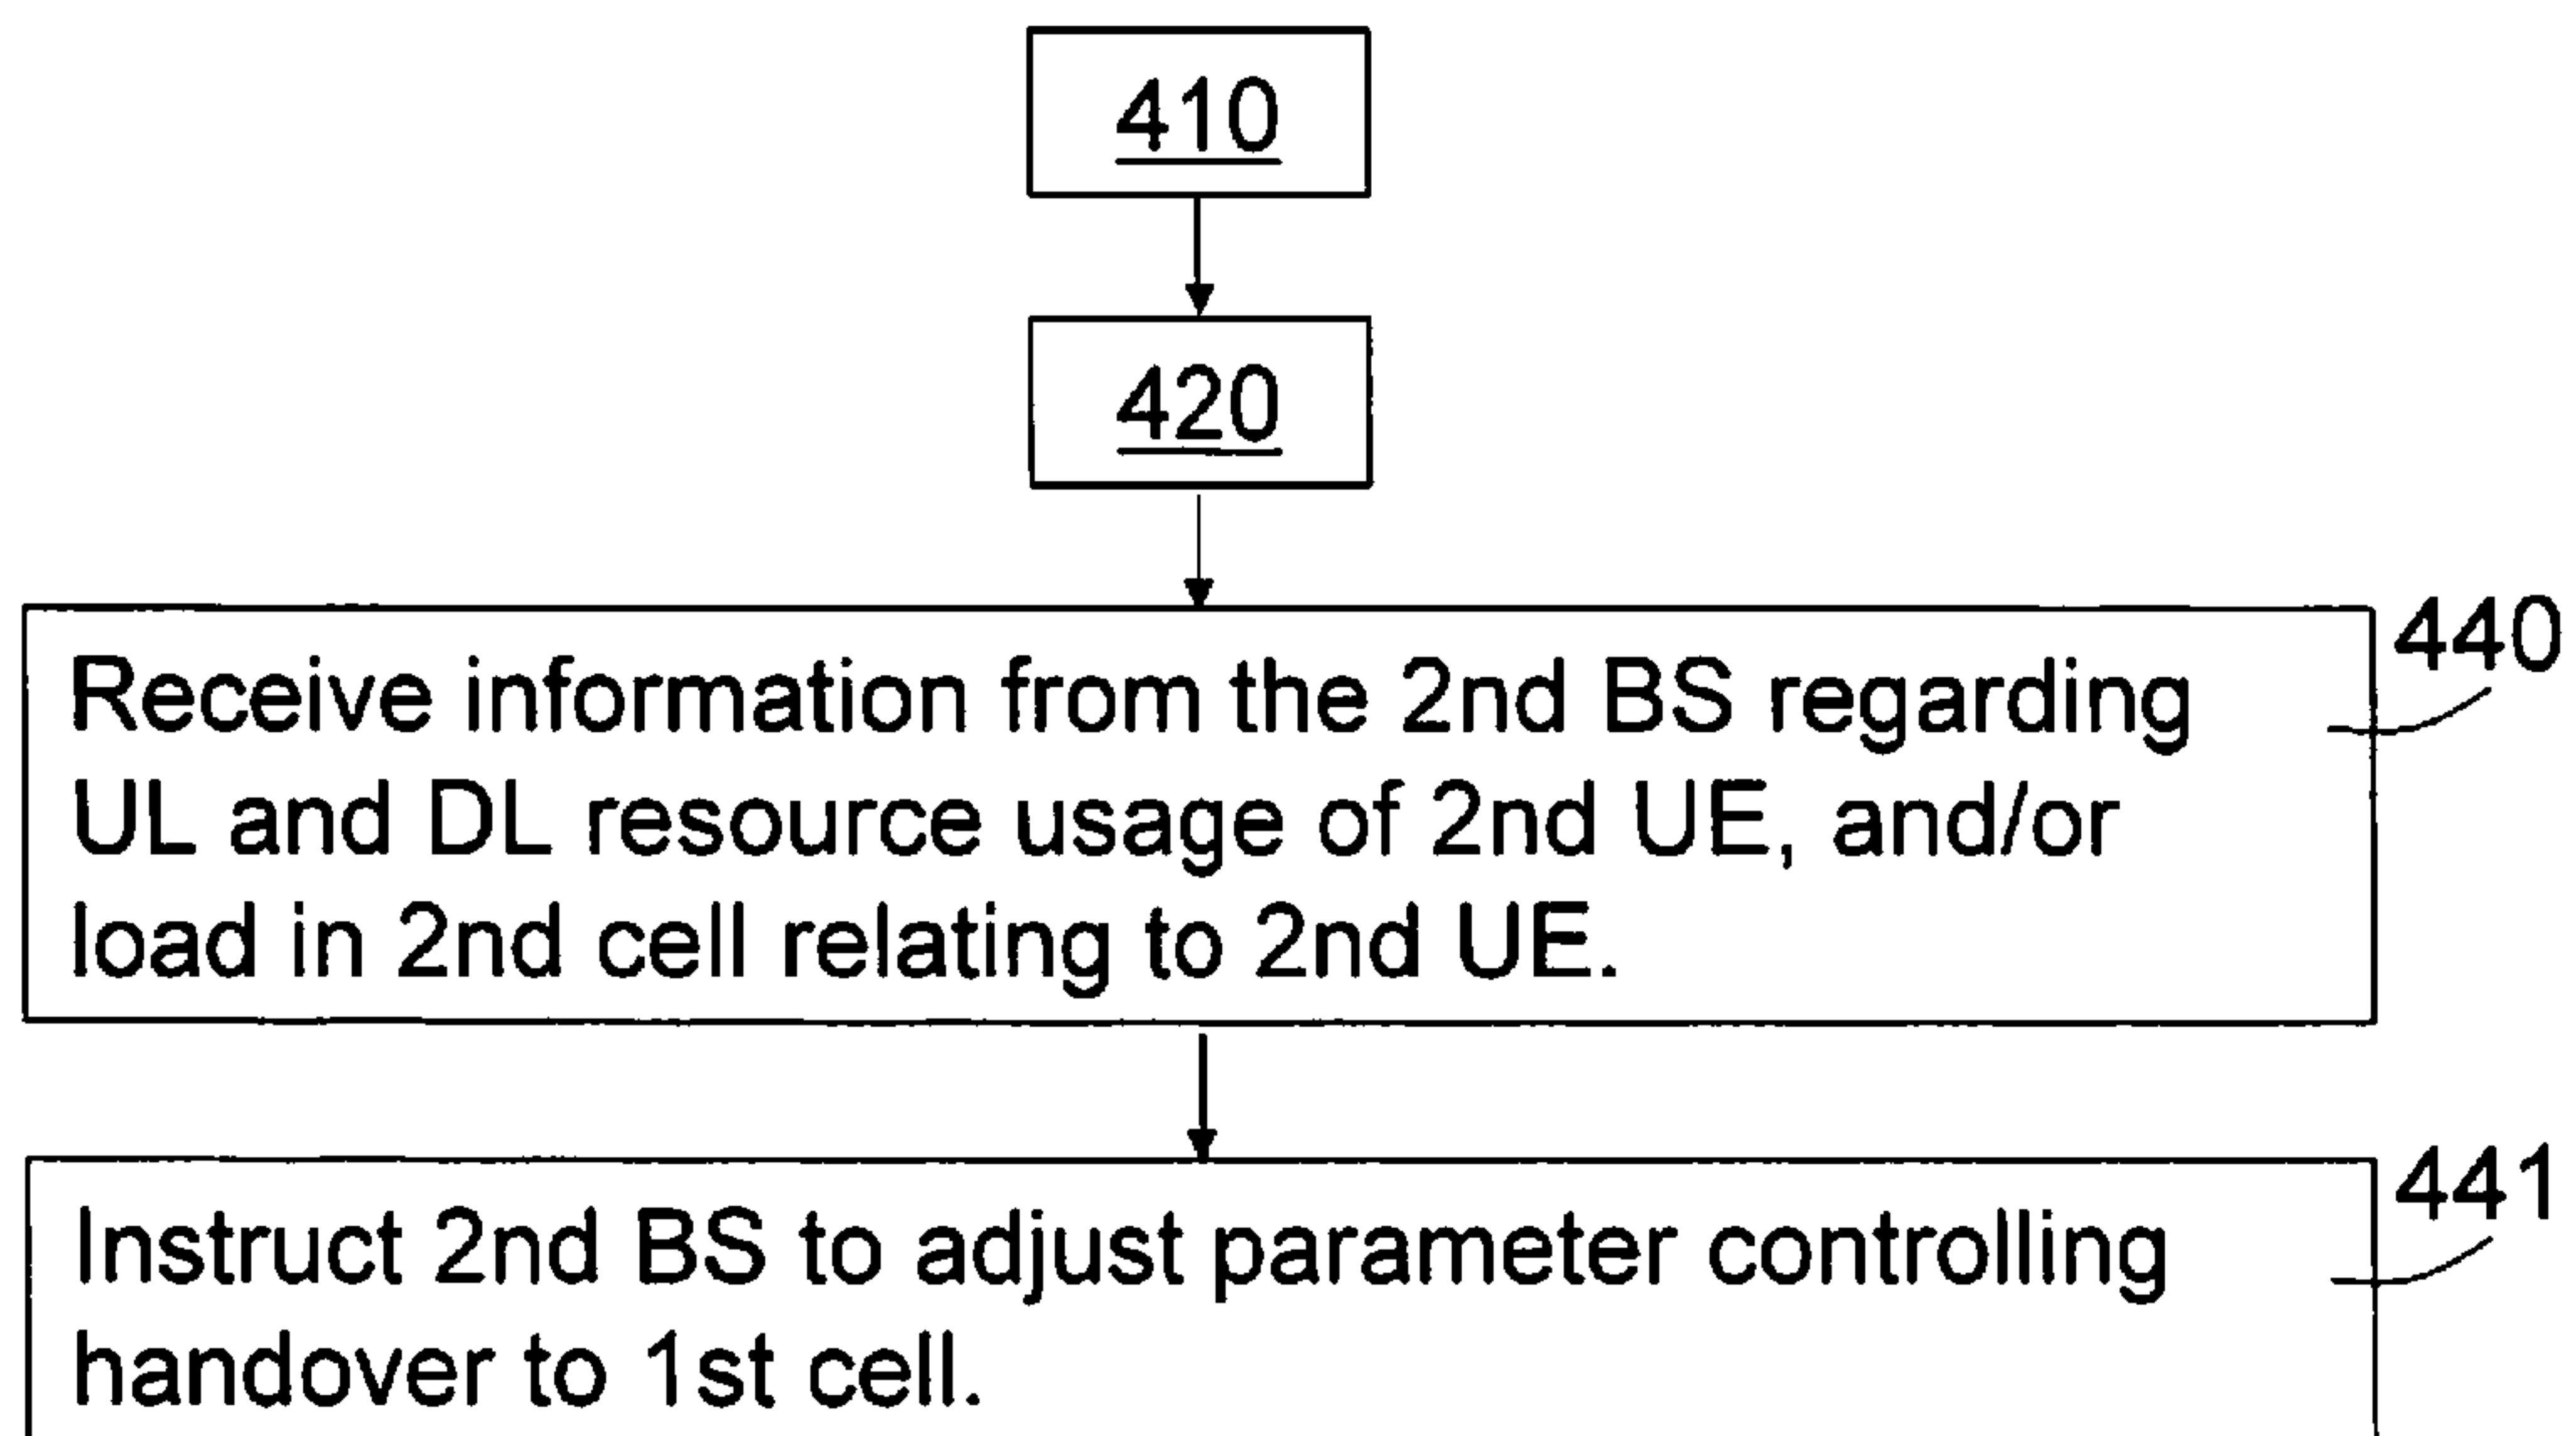 410
420
440
Receive information from the 2nd BS regarding
UL and DL resource usage of 2nd UE, and/or
load in 2nd cell relating to 2nd UE.
441
Instruct 2nd BS to adjust parameter controlling
handover to 1st cell.